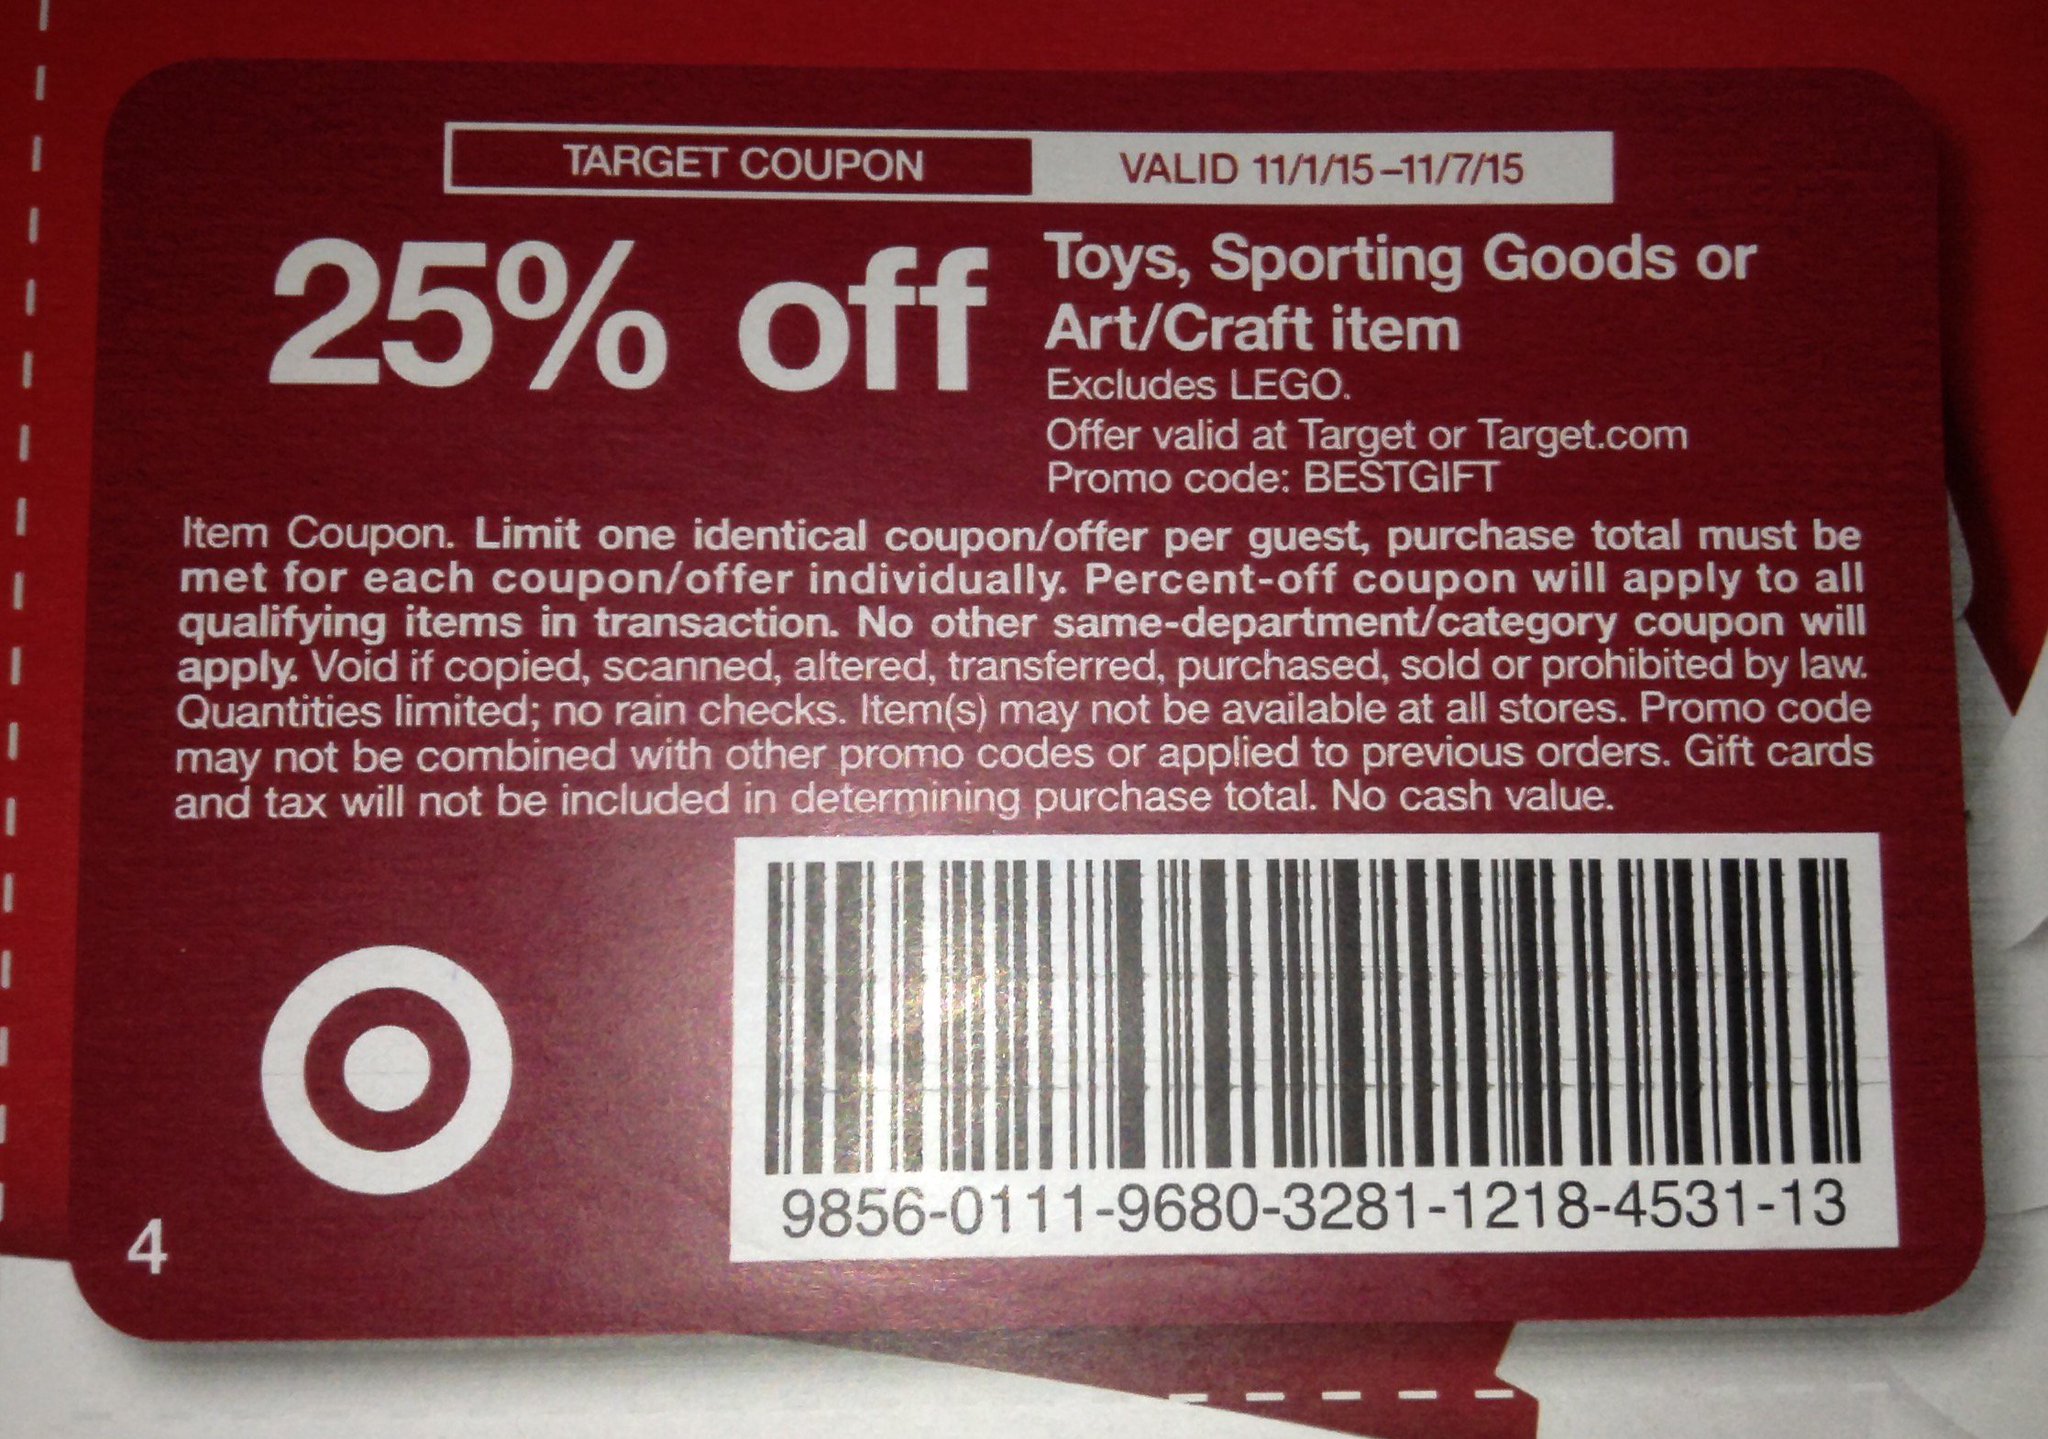 TARGET COUPON VALID 11/1/15–11/7/15
25% off
Toys, Sporting Goods or
Art/Craft item
Excludes LEGO.
Offer valid at Target or Target.com
Promo code: BESTGIFT
Item Coupon. Limit one identical coupon/offer per guest, purchase total must be
met for each coupon/offer individually. Percent-off coupon will apply to all
qualifying items in transaction. No other same-department/category coupon will
apply. Void if copied, scanned, altered, transferred, purchased, sold or prohibited by law.
Quantities limited; no rain checks. Item(s) may not be available at all stores. Promo code
may not be combined with other promo codes or applied to previous orders. Gift cards
and tax will not be included in determining purchase total. No cash value.
9856-0111-9680-3281-1218-4531-13
4